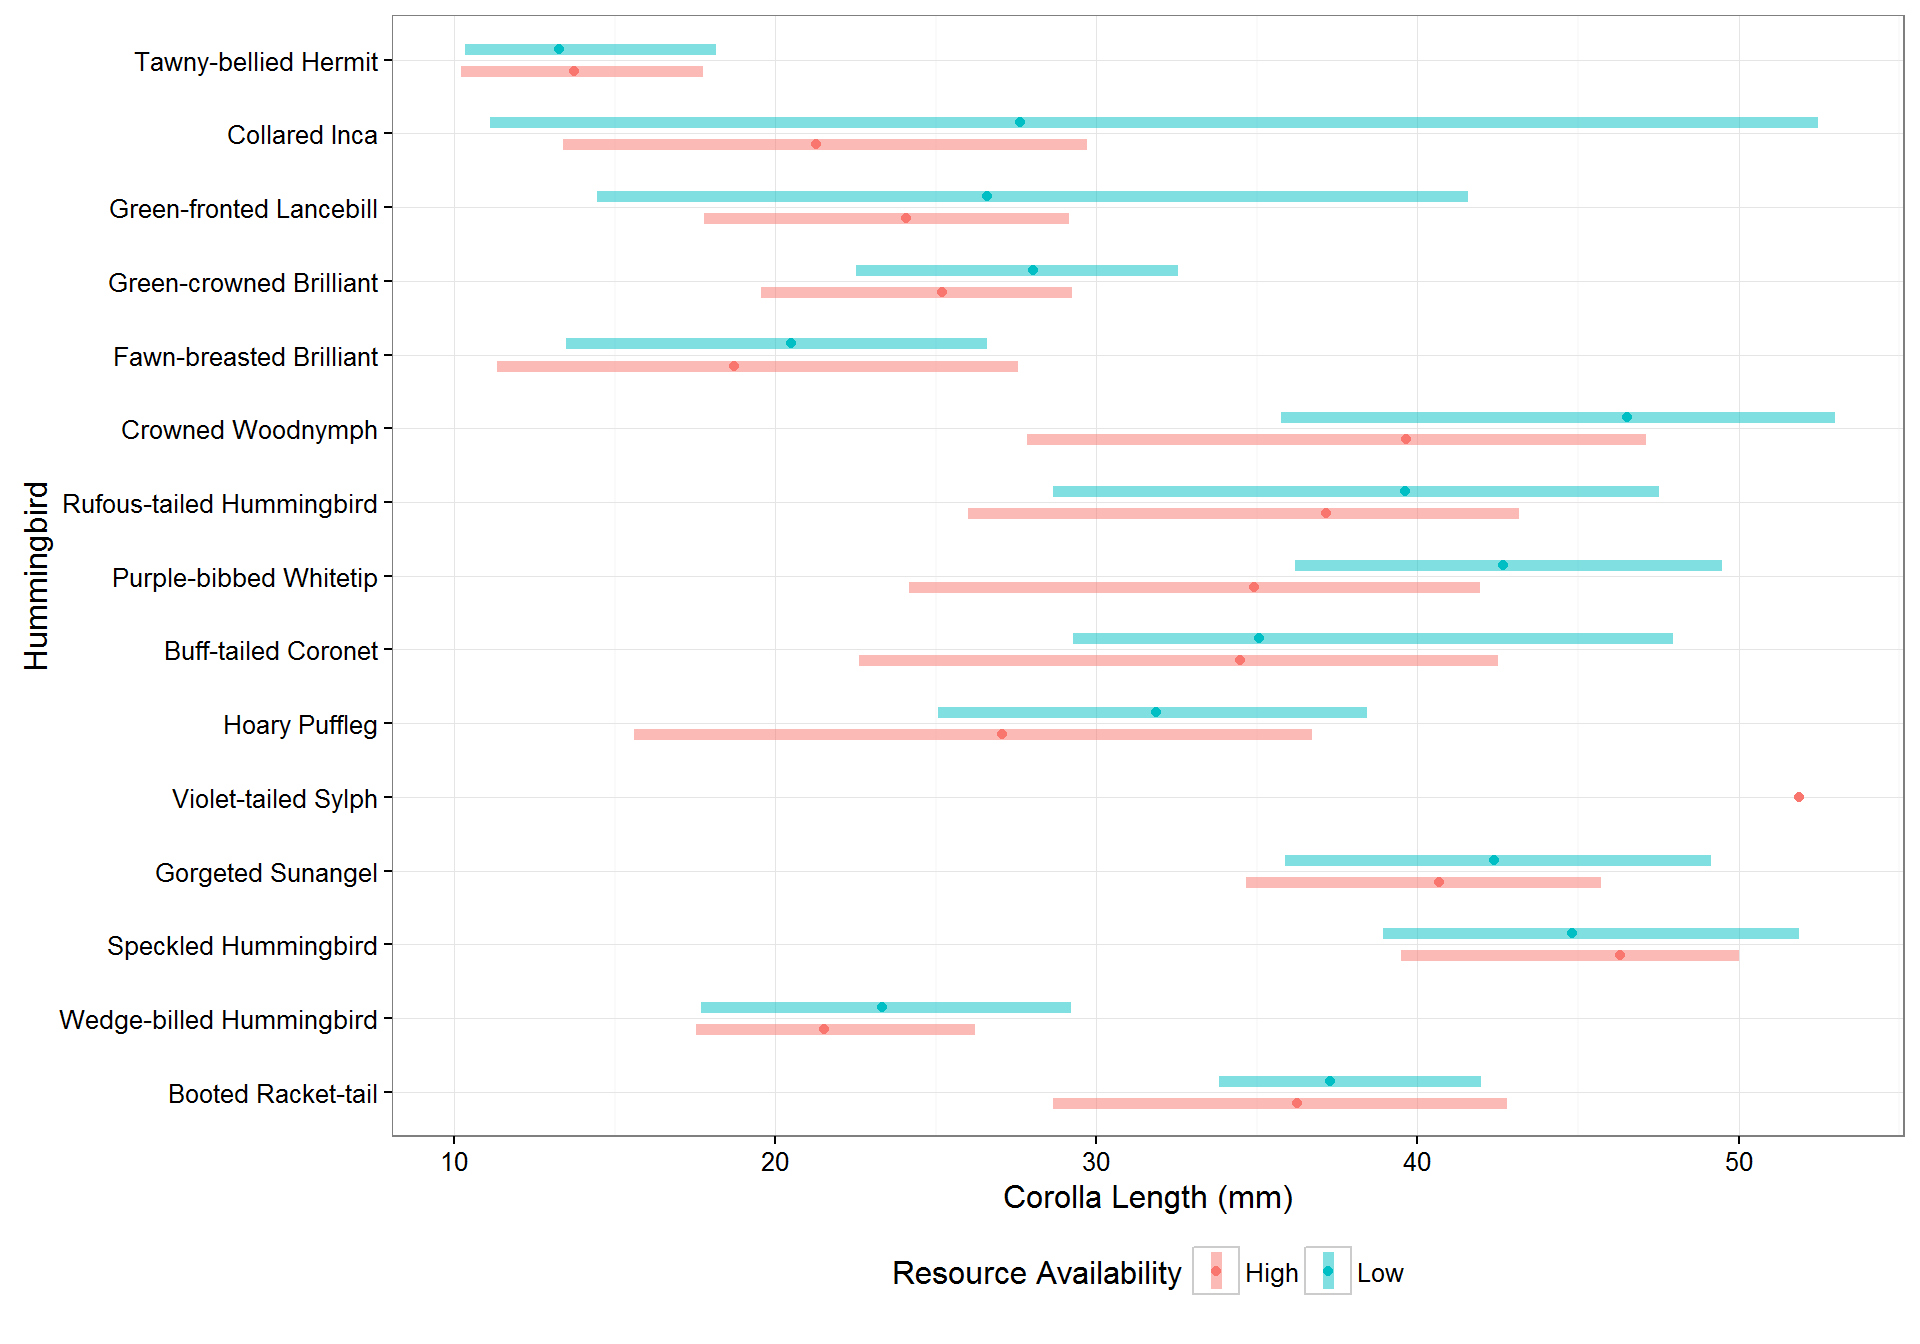 Hummingbird
Tawny-bellied Hermit
Collared Inca
Green-fronted Lancebill
Green-crowned Brilliant
Fawn-breasted Brilliant
Crowned Woodnymph
Rufous-tailed Hummingbird
Purple-bibbed Whitetip
Buff-tailed Coronet
Hoary Puffleg
Violet-tailed Sylph
Gorgeted Sunangel
Speckled Hummingbird
Wedge-billed Hummingbird
Booted Racket-tail
10 20 30 40 50
Corolla Length (mm)
Resource Availability High Low